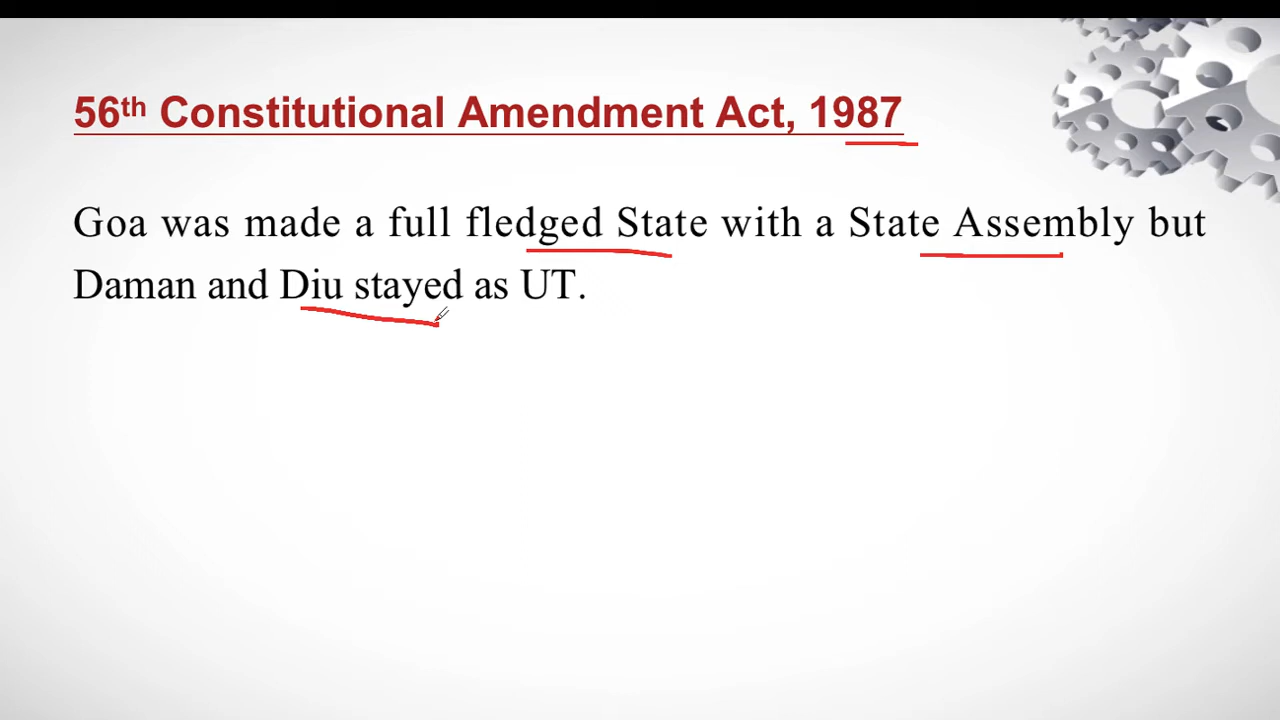 56th Constitutional Amendment Act, 1987
Goa was made a full fledged State with a State Assembly but
Daman and Diu stayed as UT.